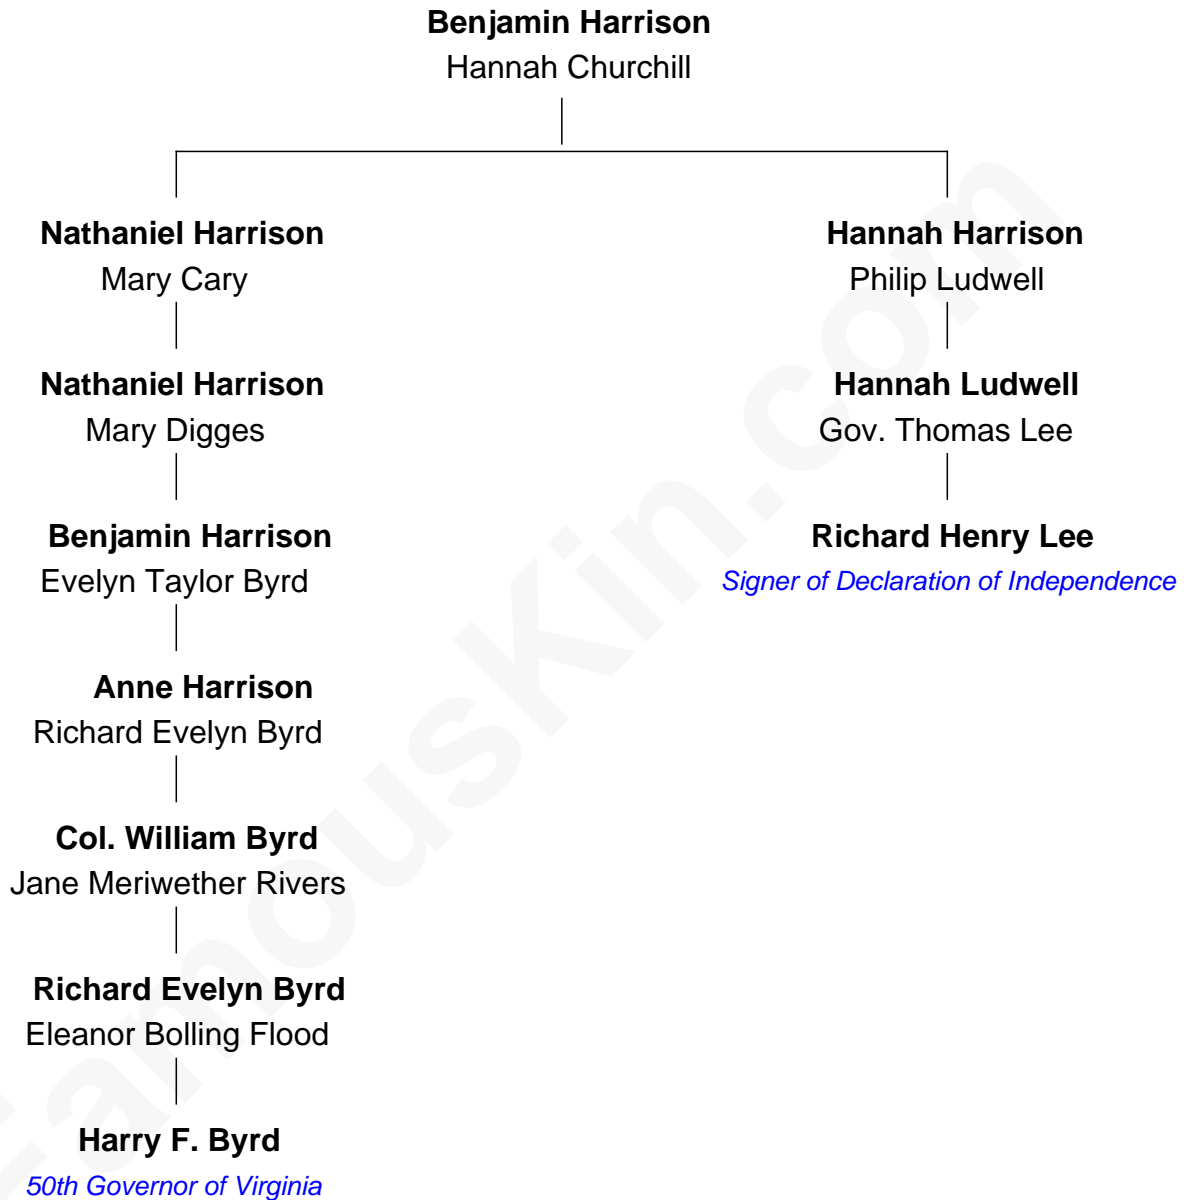 Benjamin Harrison
Hannah Churchill
Nathaniel Harrison
Mary Cary
Nathaniel Harrison
Mary Digges
Benjamin Harrison
Evelyn Taylor Byrd
Anne Harrison
Richard Evelyn Byrd
Col. William Byrd
Jane Meriwether Rivers
Richard Evelyn Byrd
Eleanor Bolling Flood
Harry F. Byrd
50th Governor of Virginia
Hannah Harrison
Philip Ludwell
Hannah Ludwell
Gov. Thomas Lee
Richard Henry Lee
Signer of Declaration of Independence
FamousKin.com